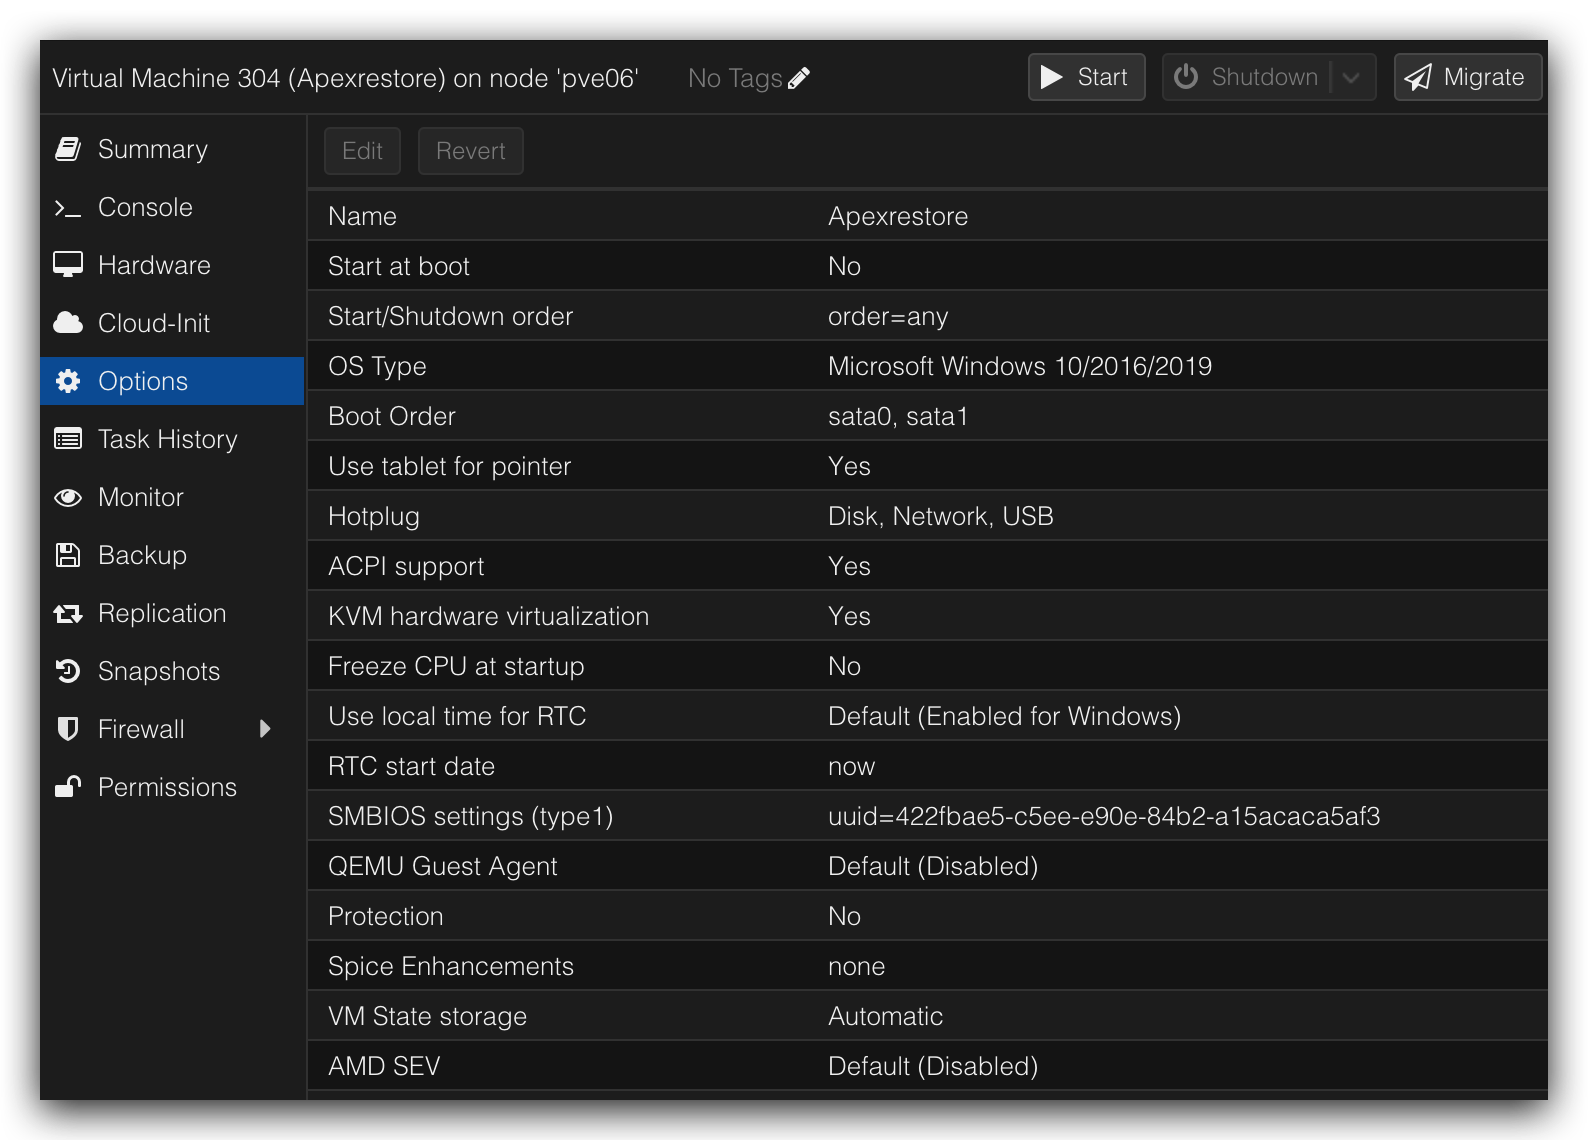 Virtual Machine 304 (Apexrestore) on node 'pve06' No Tags Start Shutdown Migrate
Summary
Console
Hardware
Cloud-Init
Options
Task History
Monitor
Backup
Replication
Snapshots
Firewall
Permissions
Edit Revert
Name Apexrestore
Start at boot No
Start/Shutdown order order=any
OS Type Microsoft Windows 10/2016/2019
Boot Order sata0, sata1
Use tablet for pointer Yes
Hotplug Disk, Network, USB
ACPI support Yes
KVM hardware virtualization Yes
Freeze CPU at startup No
Use local time for RTC Default (Enabled for Windows)
RTC start date now
SMBIOS settings (type1) uuid=422fbae5-c5ee-e90e-84b2-a15acaca5af3
QEMU Guest Agent Default (Disabled)
Protection No
Spice Enhancements none
VM State storage Automatic
AMD SEV Default (Disabled)